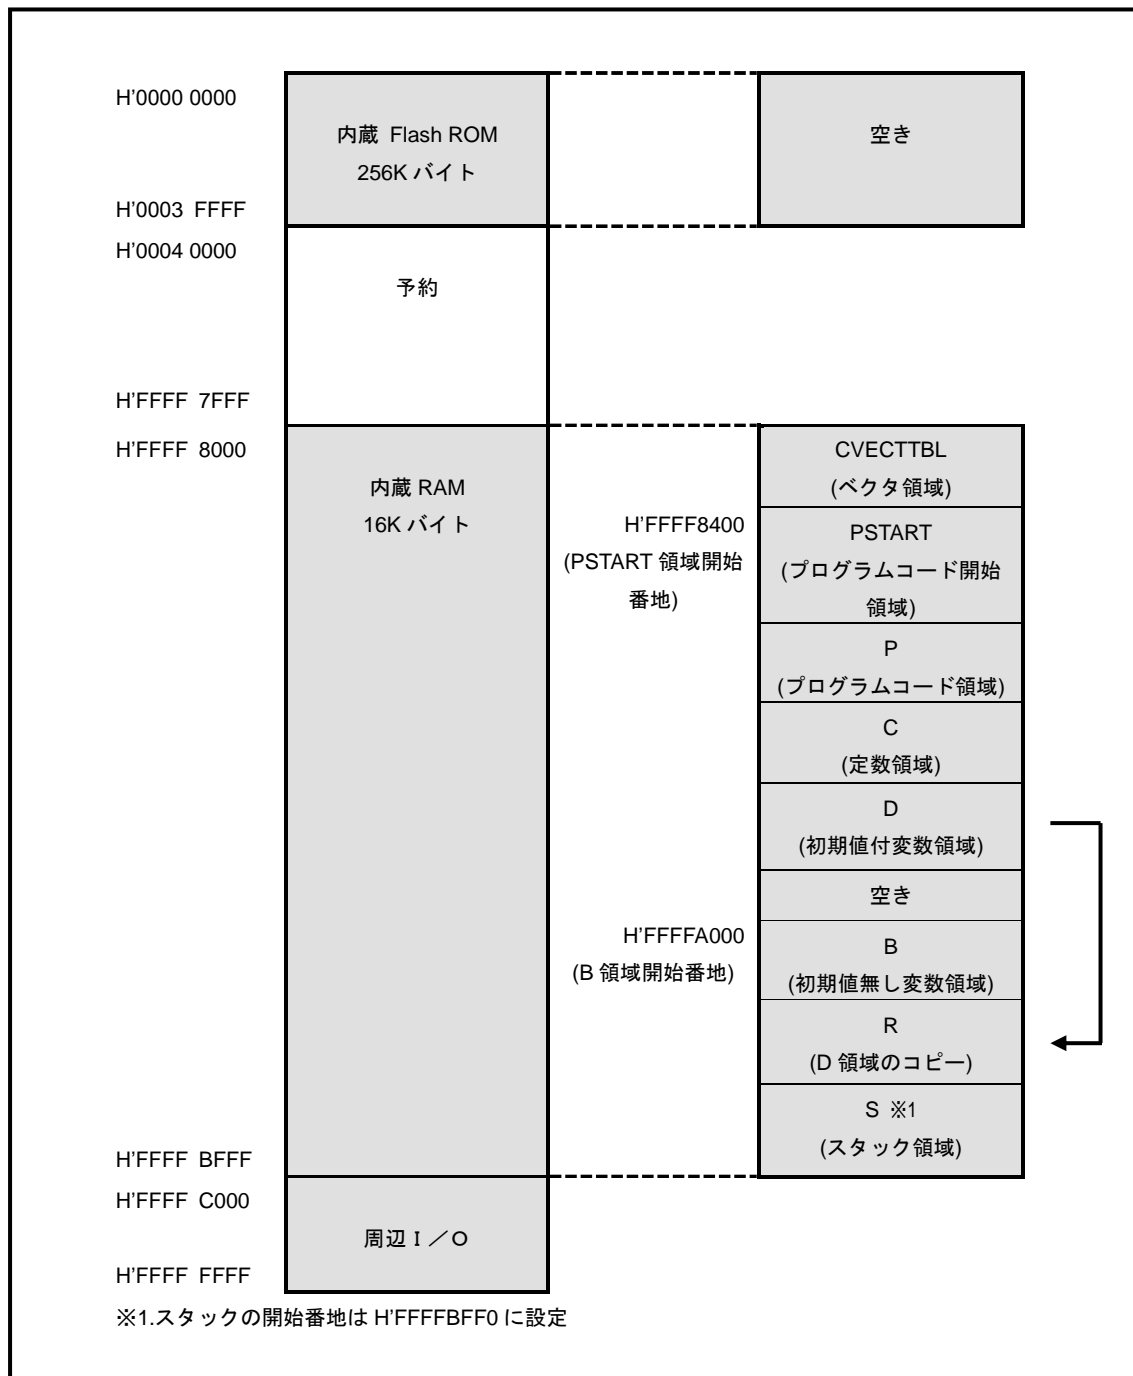 H'0000 0000
内蔵 Flash ROM
256K バイト
空き
H'0003 FFFF
H'0004 0000
予約
H'FFFF 7FFF
H'FFFF 8000
内蔵 RAM
16K バイト
CVECTTBL
(ベクタ領域)
H'FFFF8400
(PSTART 領域開始
番地)
PSTART
(プログラムコード開始
領域)
P
(プログラムコード領域)
C
(定数領域)
D
(初期値付変数領域)
空き
H'FFFFA000
(B 領域開始番地)
B
(初期値無し変数領域)
R
(D 領域のコピー)
S ※1
(スタック領域)
H'FFFF BFFF
H'FFFF C000
周辺Ⅰ／O
H'FFFF FFFF
※1.スタックの開始番地は H'FFFFBFF0 に設定